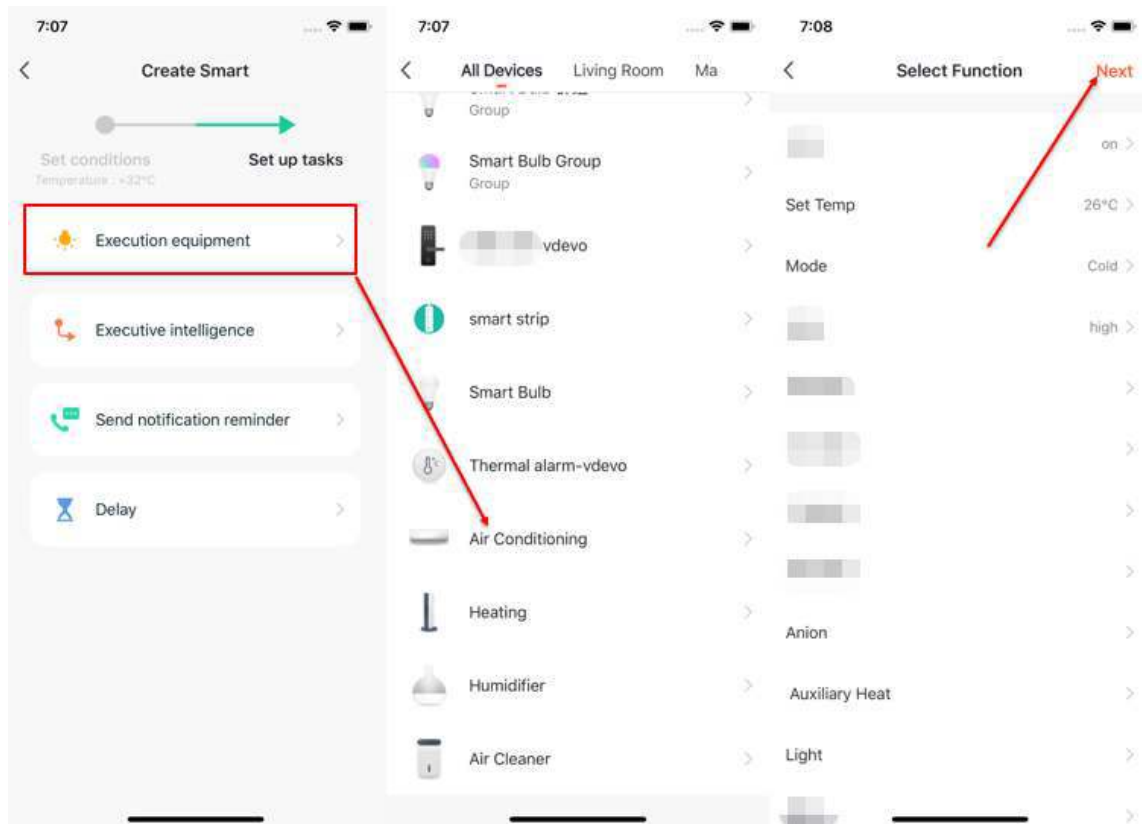 7:07
Create Smart
Set conditions
Set up tasks
Temperature : +32°C
Execution equipment
Executive intelligence
Send notification reminder
Delay
7:07
All Devices
Living Room
Ma
Group
Smart Bulb Group
Group
vdevo
smart strip
Smart Bulb
Thermal alarm-vdevo
Air Conditioning
Heating
Humidifier
Air Cleaner
7:08
Select Function
Next
on
Set Temp
26°C
Mode
Cold
high
Anion
Auxiliary Heat
Light